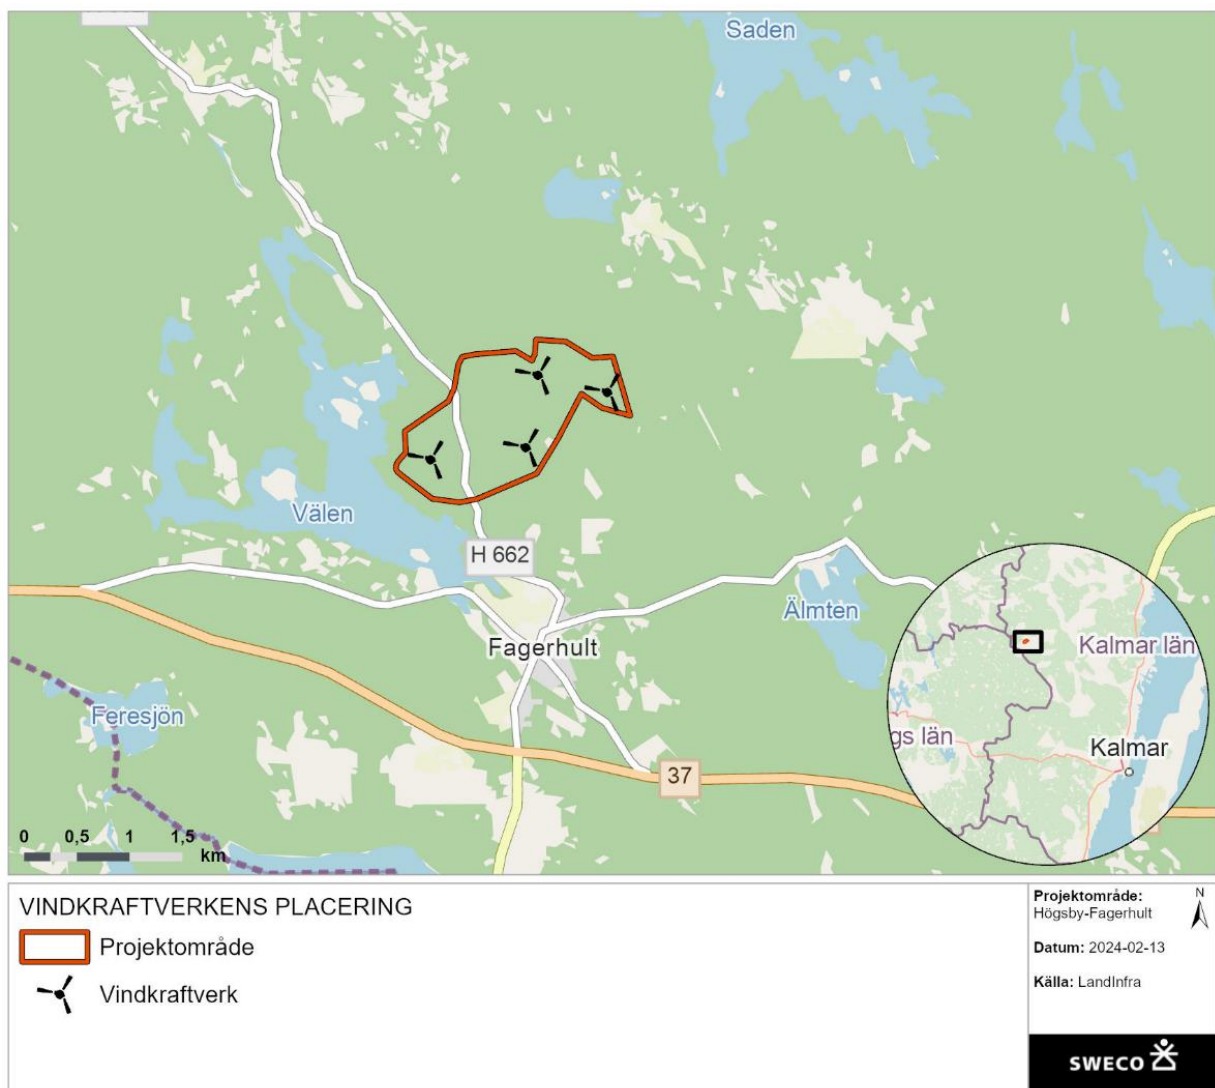 Saden
Välen
H 662
Älmten
Fagerhult
Kalmar län
Feresjön
gs län
Kalmar
37
0 0,5 1 1,5
km
VINDKRAFTVERKENS PLACERING
Projektområde
Vindkraftverk
Projektområde:
Högsby-Fagerhult
N
Datum: 2024-02-13
Källa: LandInfra
SWECO